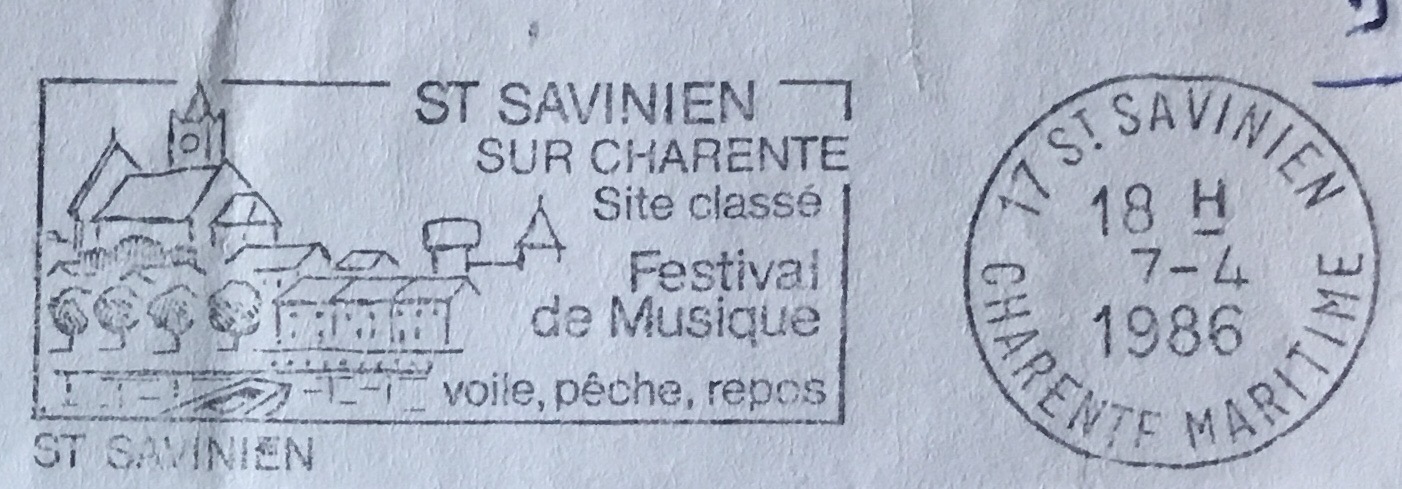 ST SAVINIEN
SUR CHARENTE
Site classé
Festival
de Musique
voile, pêche, repos
ST SAVINIEN
17 ST SAVINIEN
18 H
7-4
1986
CHARENTE MARITIME